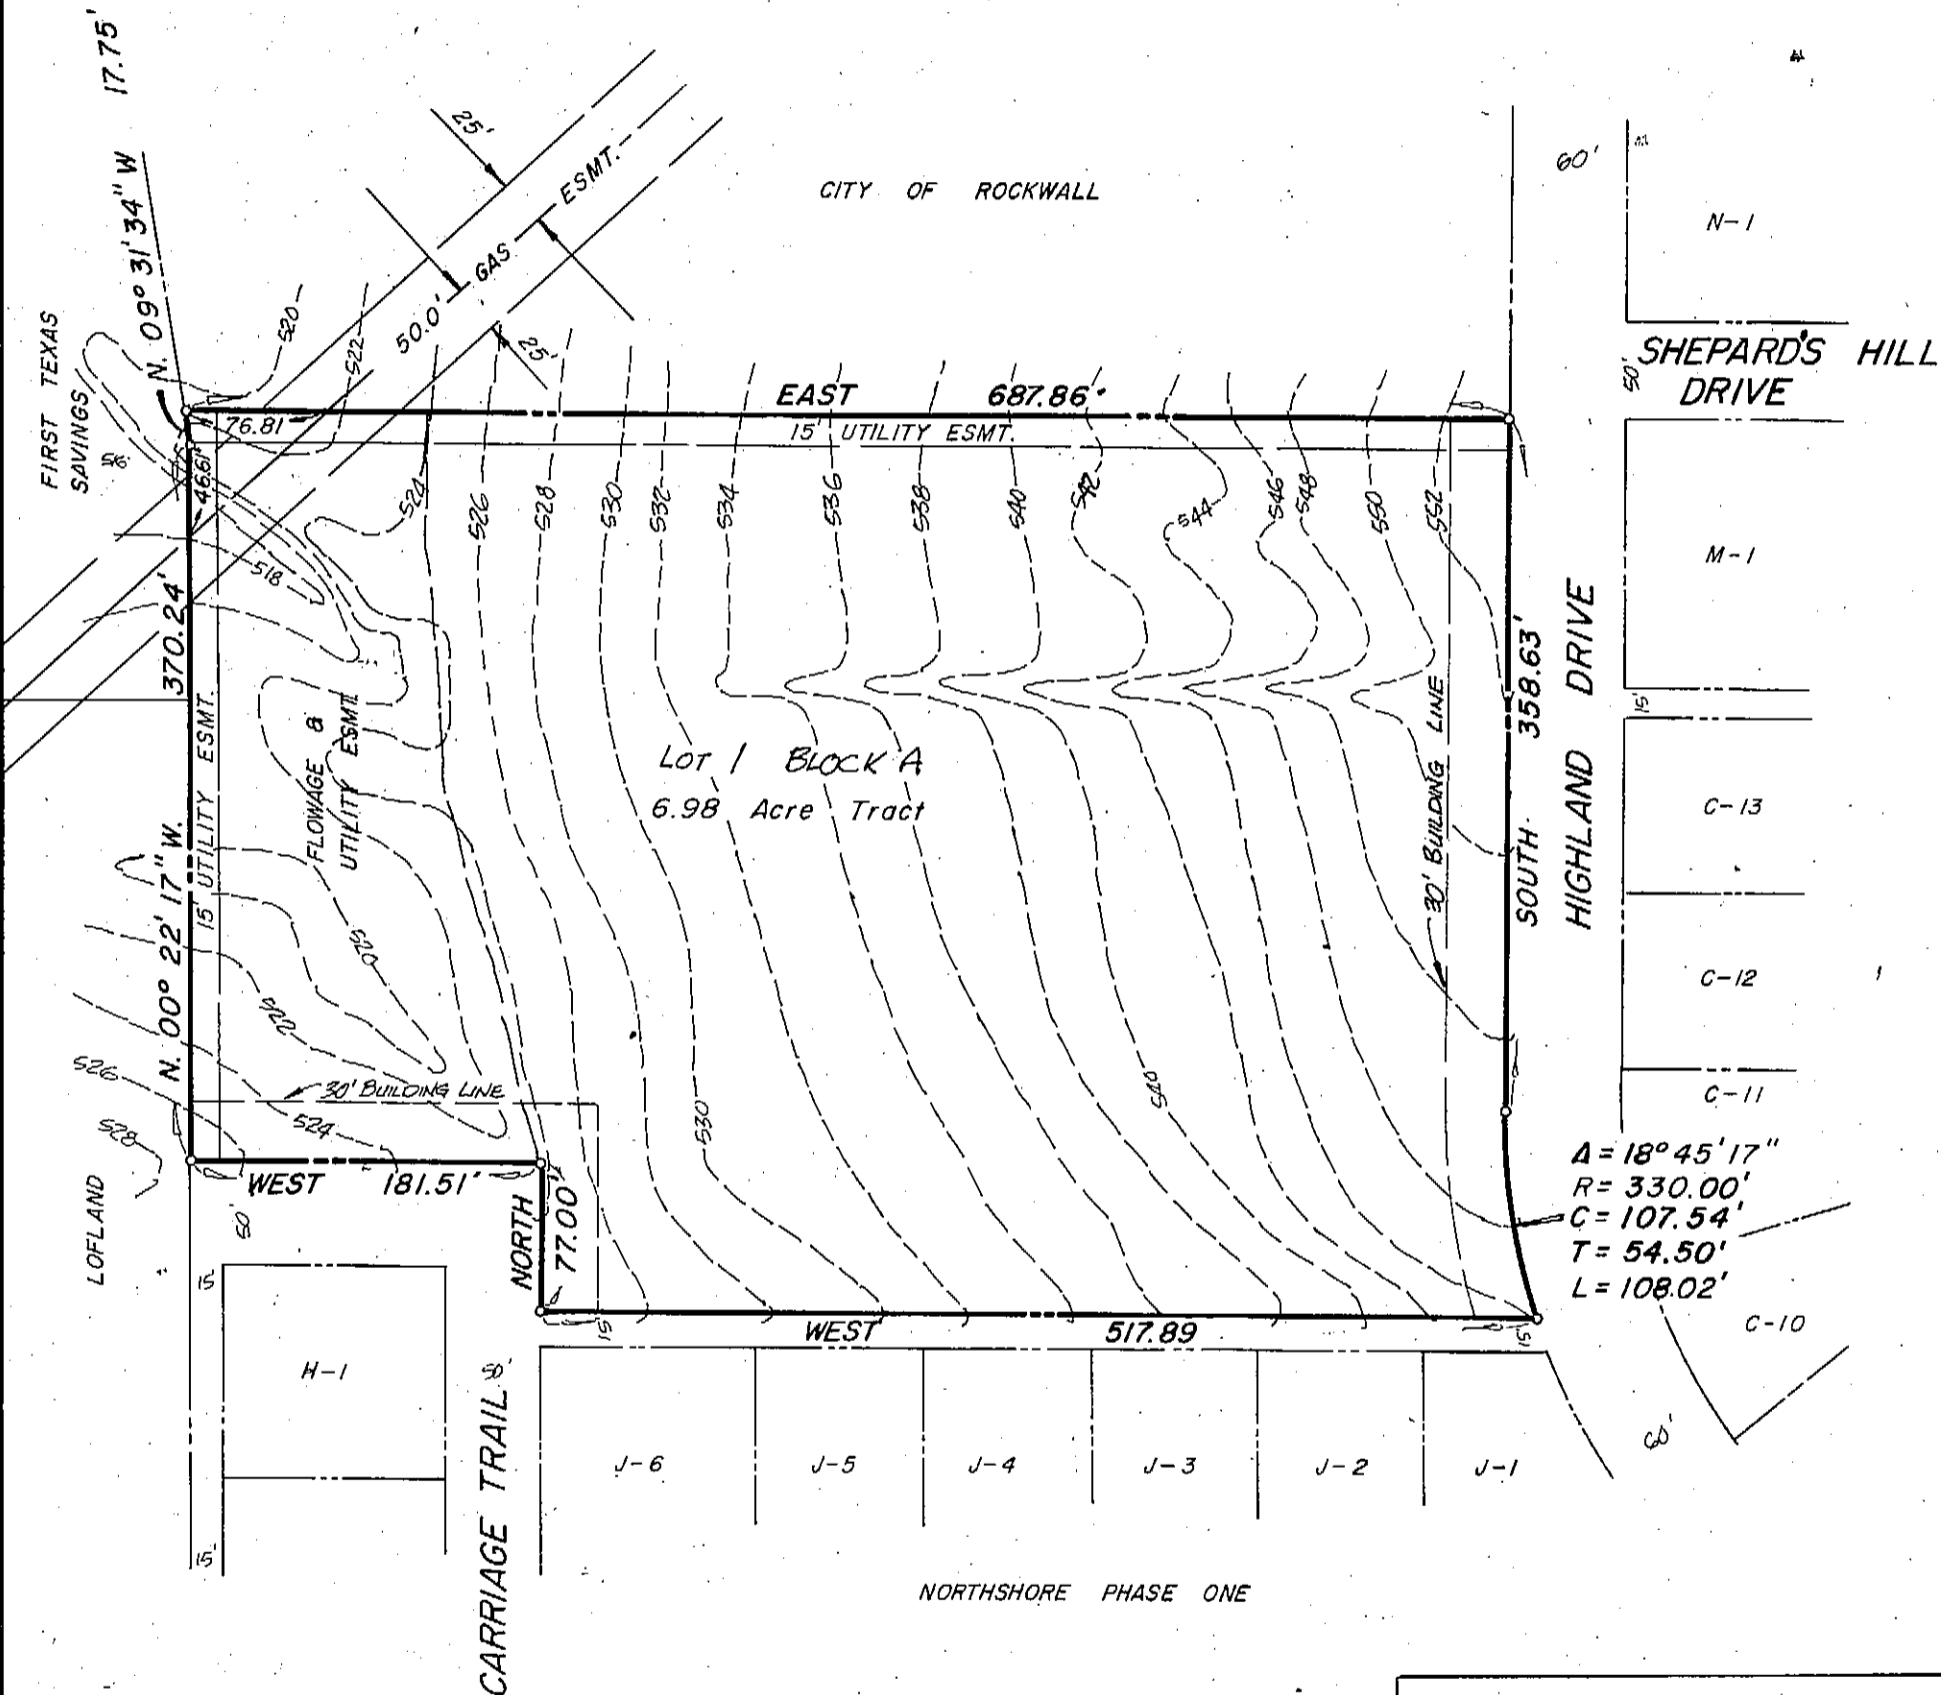 N. 09° 31' 34" W 17.75'
25'
50.0' GAS ESMT.
25'
CITY OF ROCKWALL
60'
N-1
SHEPARD'S HILL
DRIVE
50'
FIRST TEXAS
SAVINGS
516
520
522
EAST 687.86'
76.81
15' UTILITY ESMT.
46.61'
524
526
528
530
532
534
536
538
540
542
544
546
548
550
552
518
M-1
370.24'
N. 00° 22' 17" W.
15' UTILITY ESMT.
FLOWAGE &
UTILITY ESMT.
LOT 1 BLOCK A
6.98 Acre Tract
30' BUILDING LINE
SOUTH 358.63'
HIGHLAND DRIVE
15'
C-13
C-12
C-11
520
522
526
528
524
530
540
30' BUILDING LINE
WEST 181.51'
NORTH
77.00'
LOFLAND
50'
15'
Δ = 18° 45' 17"
R = 330.00'
C = 107.54'
T = 54.50'
L = 108.02'
WEST 517.89
15'
15'
C-10
H-1
CARRIAGE TRAIL
50'
J-6
J-5
J-4
J-3
J-2
J-1
60'
15'
NORTHSHORE PHASE ONE